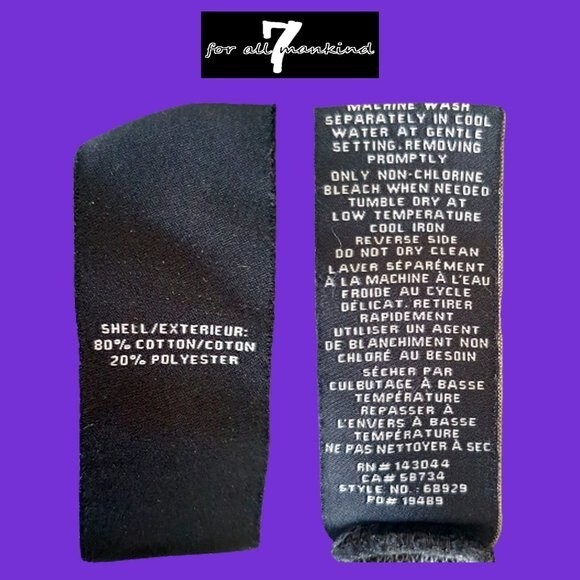 7
for all mankind
SHELL/EXTERIEUR:
80% COTTON/COTON
20% POLYESTER
MACHINE WASH
SEPARATELY IN COOL
WATER AT GENTLE
SETTING. REMOVING
PROMPTLY
ONLY NON-CHLORINE
BLEACH WHEN NEEDED
TUMBLE DRY AT
LOW TEMPERATURE
COOL IRON
REVERSE SIDE
DO NOT DRY CLEAN
LAVER SÉPARÉMENT
À LA MACHINE À L'EAU
FROIDE AU CYCLE
DÉLICAT. RETIRER
RAPIDEMENT
UTILISER UN AGENT
DE BLANCHIMENT NON
CHLORÉ AU BESOIN
SÉCHER PAR
CULBUTAGE À BASSE
TEMPÉRATURE
REPASSER À
L'ENVERS À BASSE
TEMPÉRATURE
NE PAS NETTOYER À SEC
RN# 143044
CA# 58734
STYLE NO.: 68929
PO# 19489